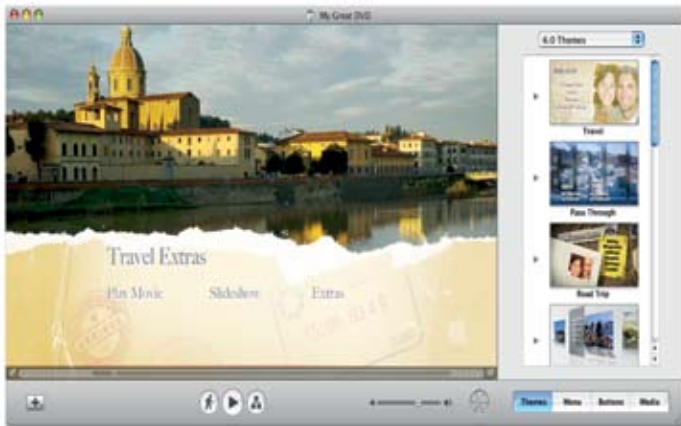 My Great DVD
6.0 Themes
Travel
Pass Through
Road Trip
Travel Extras
Play Movie Slideshow Extras
Themes Menu Buttons Media